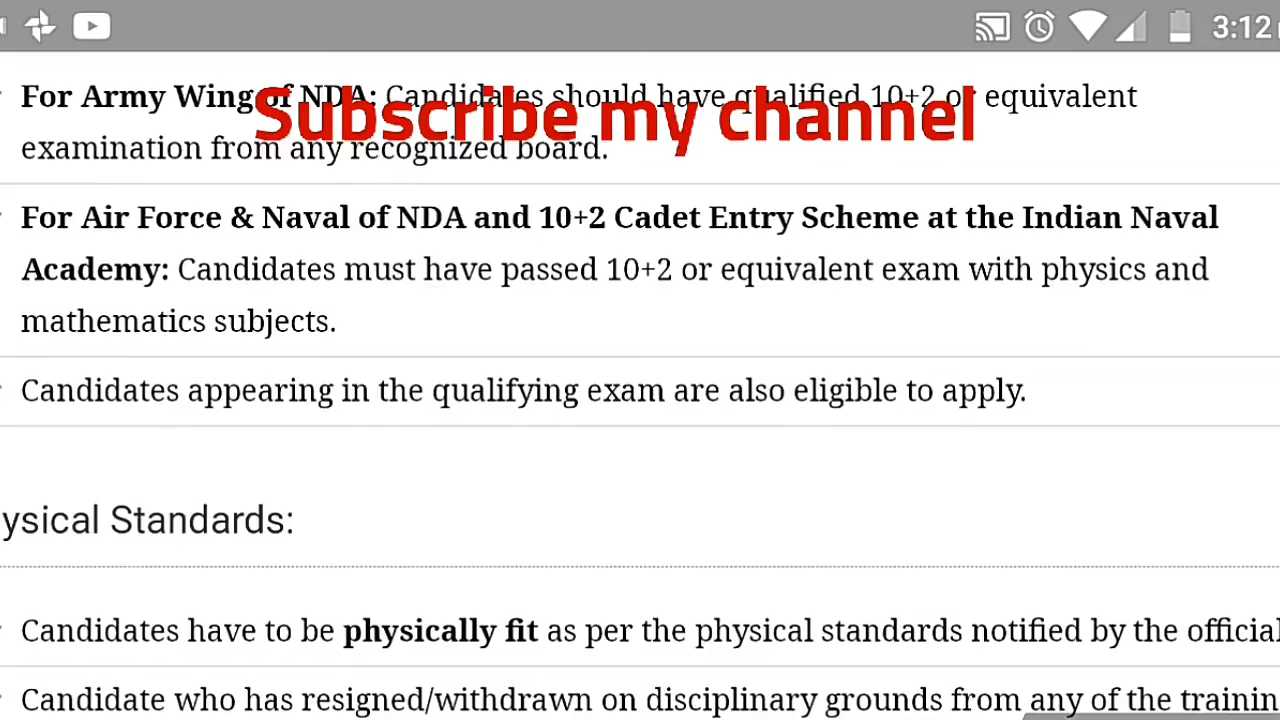 3:12
For Army Wing of NDA: Candidates should have qualified 10+2 or equivalent
Subscribe my channel
examination from any recognized board.
For Air Force & Naval of NDA and 10+2 Cadet Entry Scheme at the Indian Naval
Academy: Candidates must have passed 10+2 or equivalent exam with physics and
mathematics subjects.
Candidates appearing in the qualifying exam are also eligible to apply.
ysical Standards:
Candidates have to be physically fit as per the physical standards notified by the official
Candidate who has resigned/withdrawn on disciplinary grounds from any of the trainin